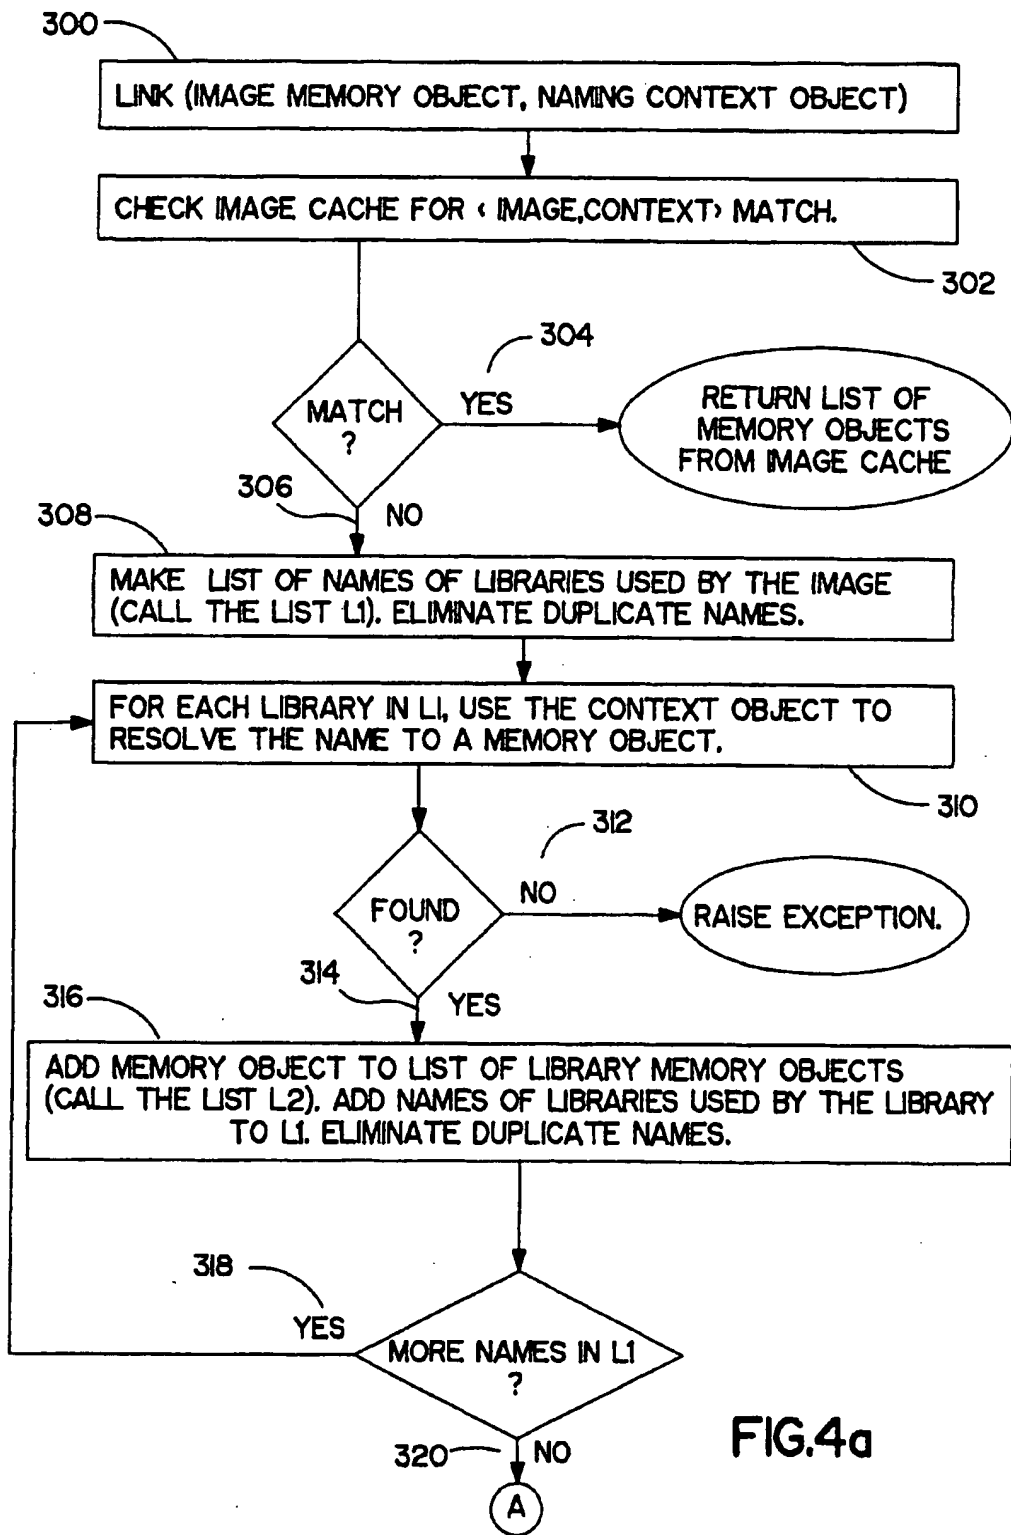 300
LINK (IMAGE MEMORY OBJECT, NAMING CONTEXT OBJECT)
CHECK IMAGE CACHE FOR ‹ IMAGE,CONTEXT› MATCH.
302
304
MATCH
?
YES
RETURN LIST OF
MEMORY OBJECTS
FROM IMAGE CACHE
306
NO
308
MAKE LIST OF NAMES OF LIBRARIES USED BY THE IMAGE
(CALL THE LIST L1). ELIMINATE DUPLICATE NAMES.
FOR EACH LIBRARY IN L1, USE THE CONTEXT OBJECT TO
RESOLVE THE NAME TO A MEMORY OBJECT.
310
312
FOUND
?
NO
RAISE EXCEPTION.
314
YES
316
ADD MEMORY OBJECT TO LIST OF LIBRARY MEMORY OBJECTS
(CALL THE LIST L2). ADD NAMES OF LIBRARIES USED BY THE LIBRARY
TO L1. ELIMINATE DUPLICATE NAMES.
318
YES
MORE NAMES IN L1
?
320
NO
A
FIG.4a